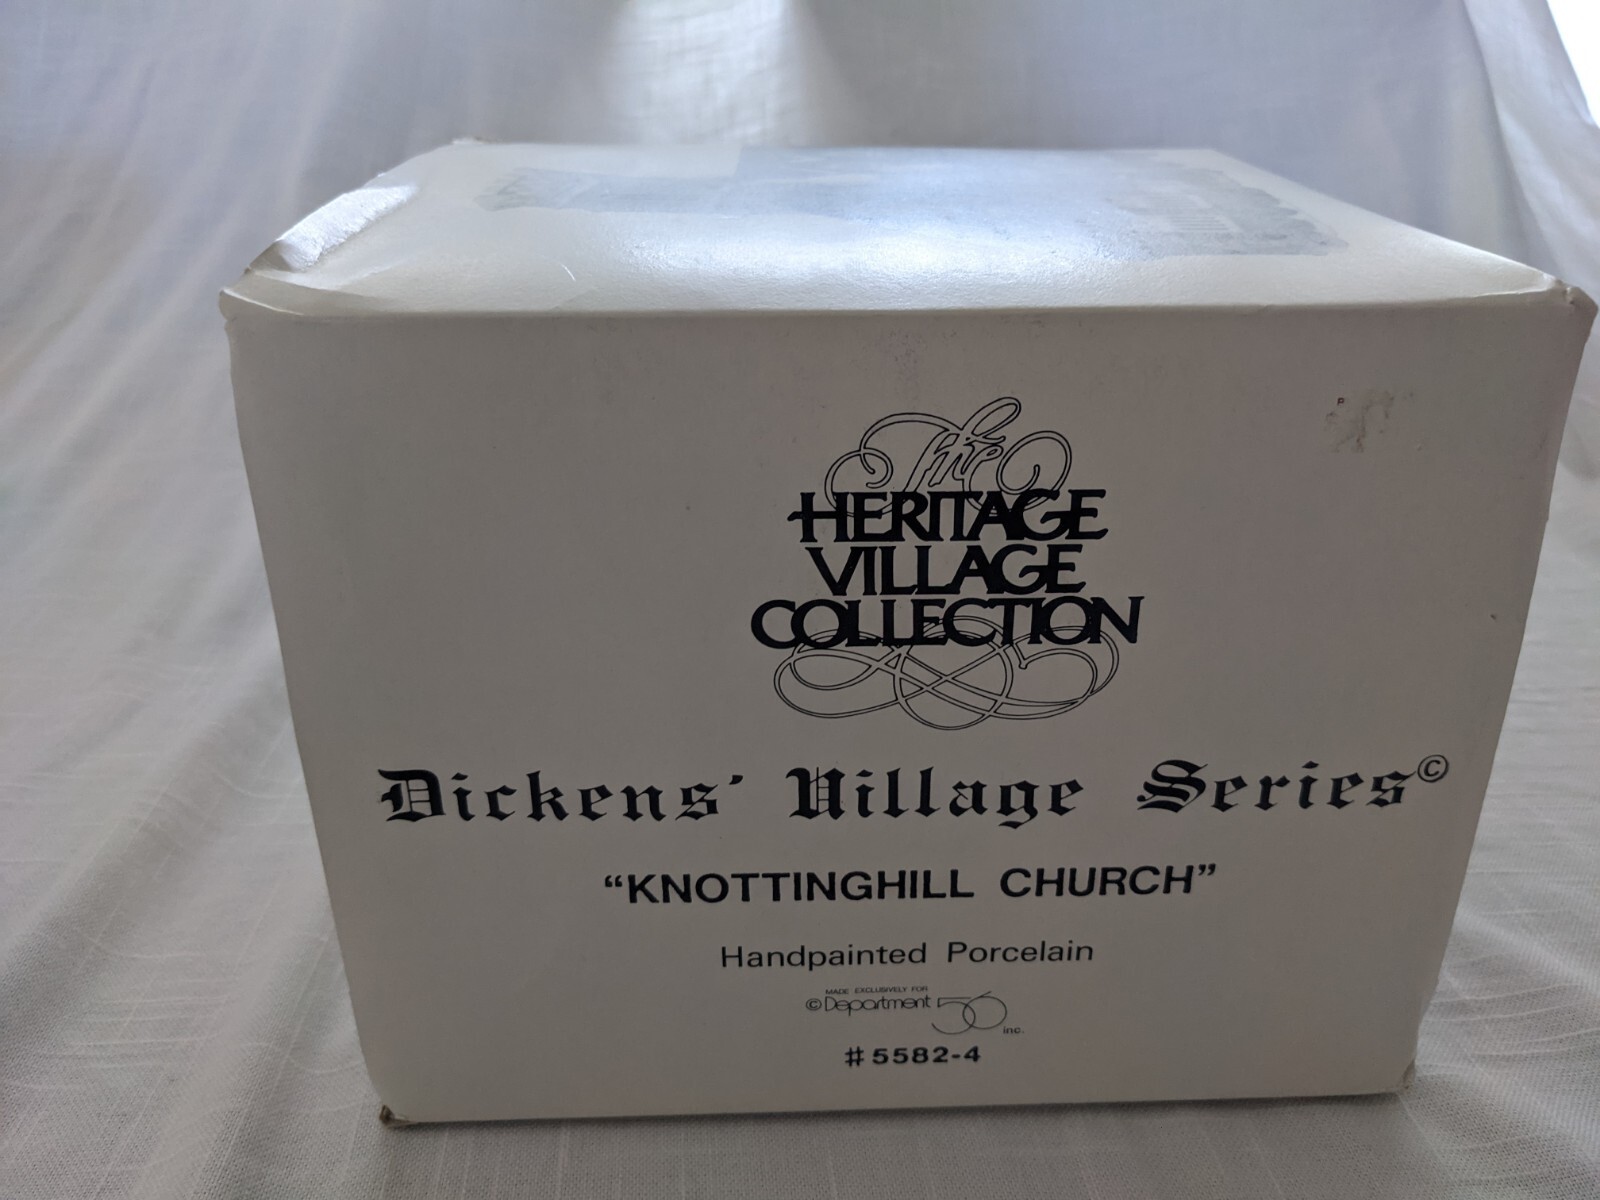 The
HERITAGE
VILLAGE
COLLECTION
Dickens' Village Series©
“KNOTTINGHILL CHURCH”
Handpainted Porcelain
MADE EXCLUSIVELY FOR
©Department 56 inc.
#5582-4